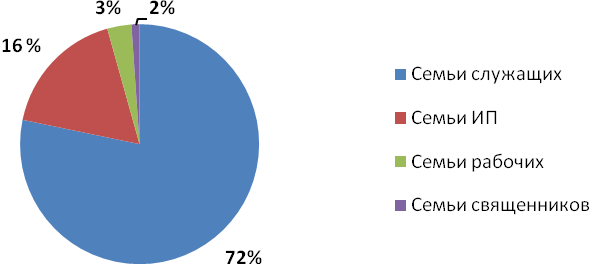 3%
2%
16 %
72%
Семьи служащих
Семьи ИП
Семьи рабочих
Семьи священников